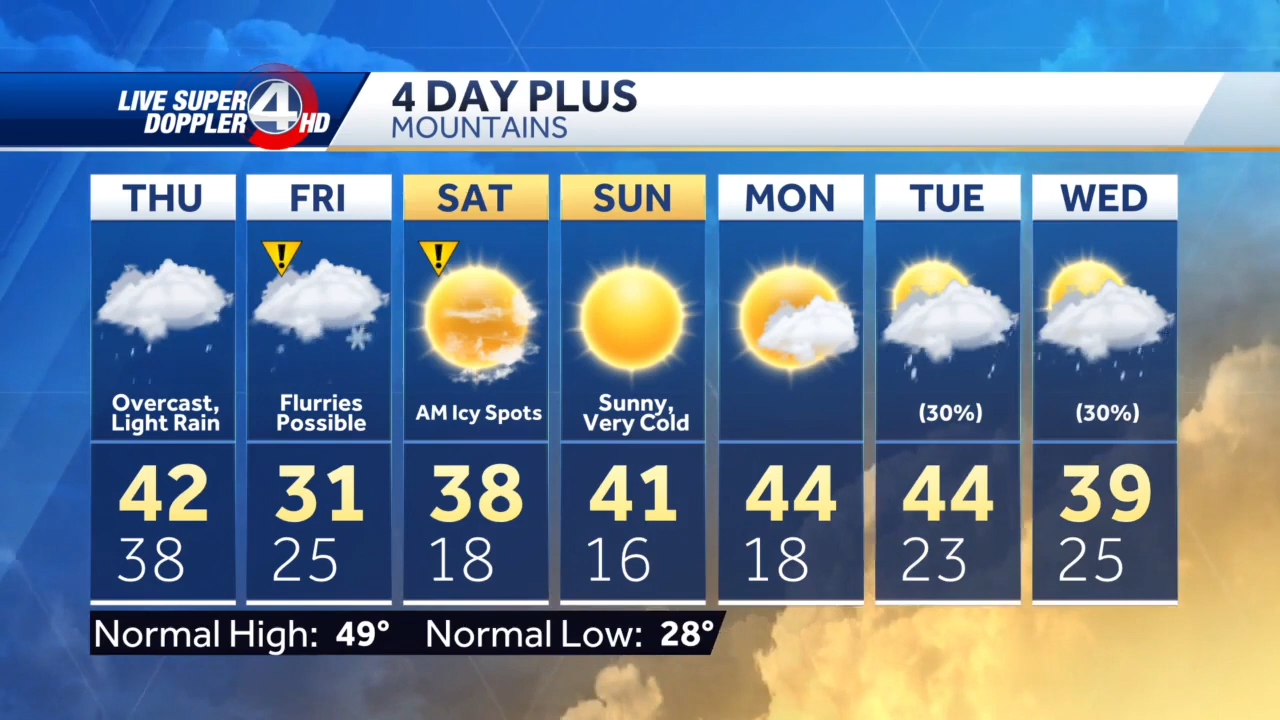 LIVE SUPER
DOPPLER 4 HD
4 DAY PLUS
MOUNTAINS
THU FRI SAT SUN MON TUE WED
! !
Overcast,
Light Rain
Flurries
Possible
AM Icy Spots
Sunny,
Very Cold
(30%)
(30%)
42 31 38 41 44 44 39
38 25 18 16 18 23 25
Normal High: 49° Normal Low: 28°